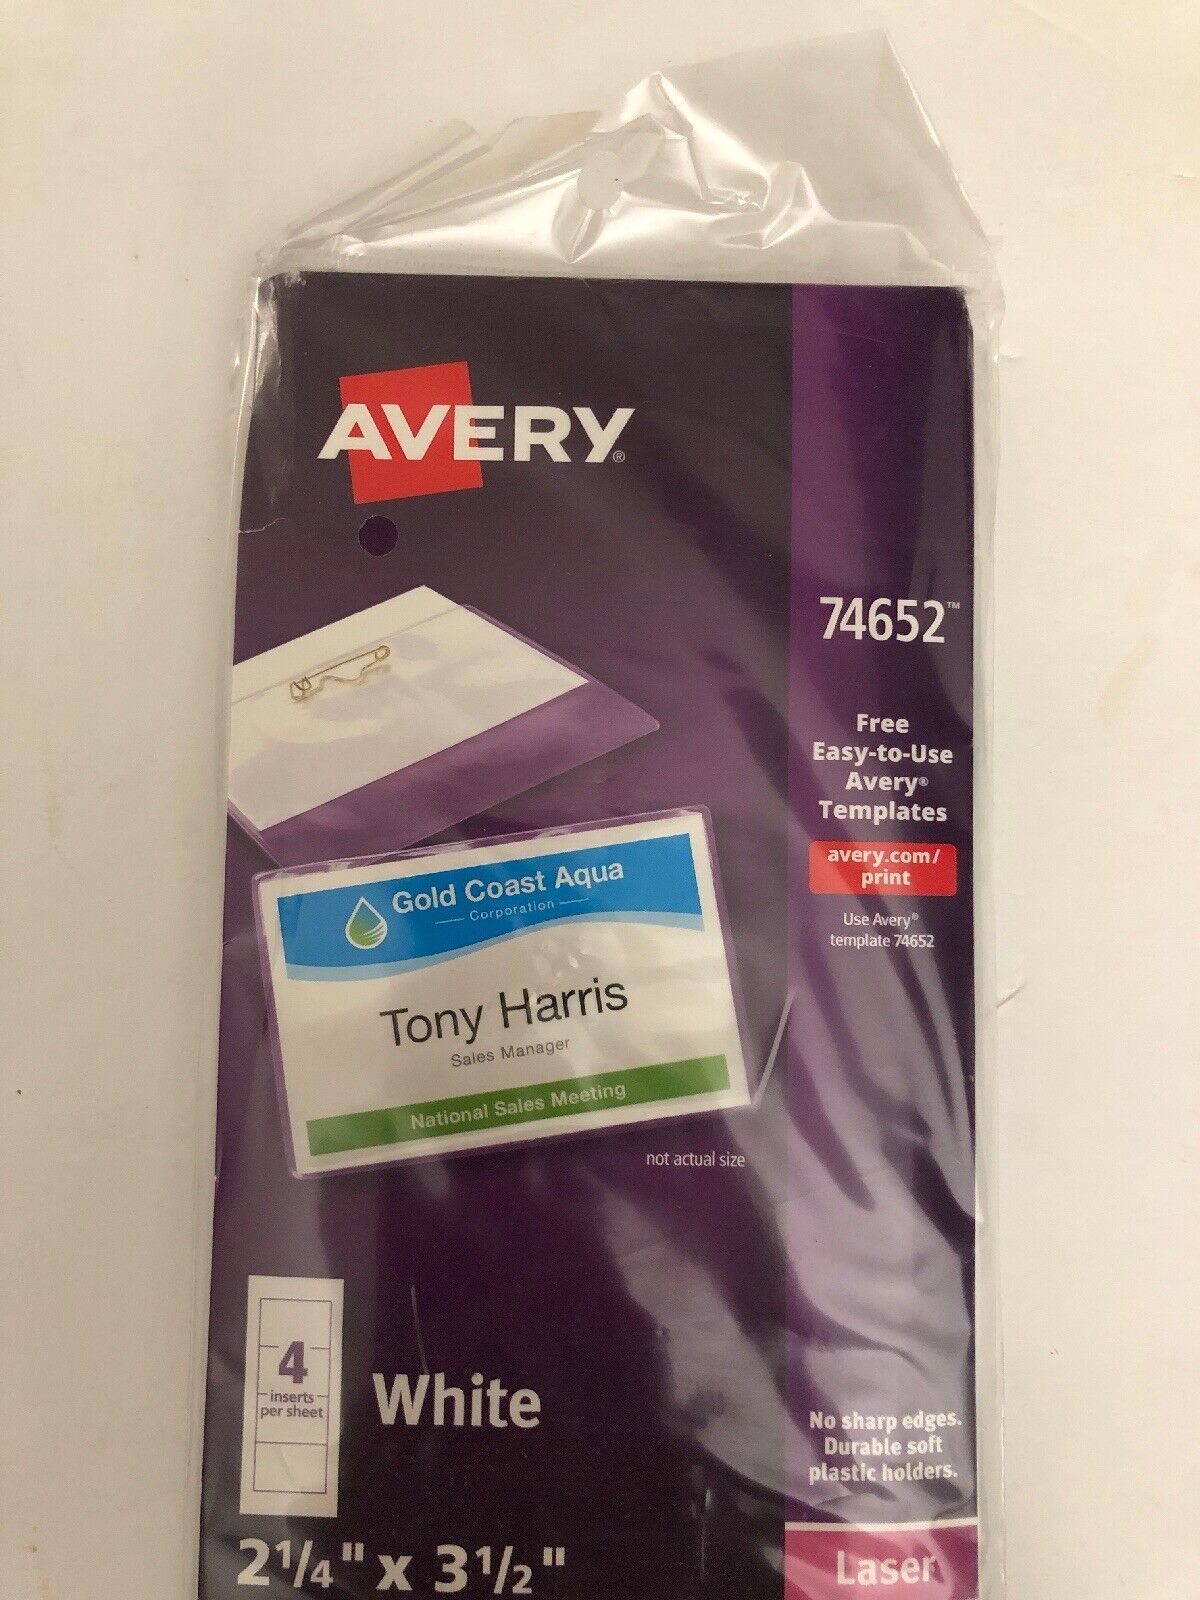 AVERY®
74652™
Free
Easy-to-Use
Avery®
Templates
avery.com/
print
Use Avery®
template 74652
Gold Coast Aqua
Corporation
Tony Harris
Sales Manager
National Sales Meeting
not actual size
4
inserts
per sheet
White
No sharp edges.
Durable soft
plastic holders.
2 1/4" x 3 1/2"
Laser